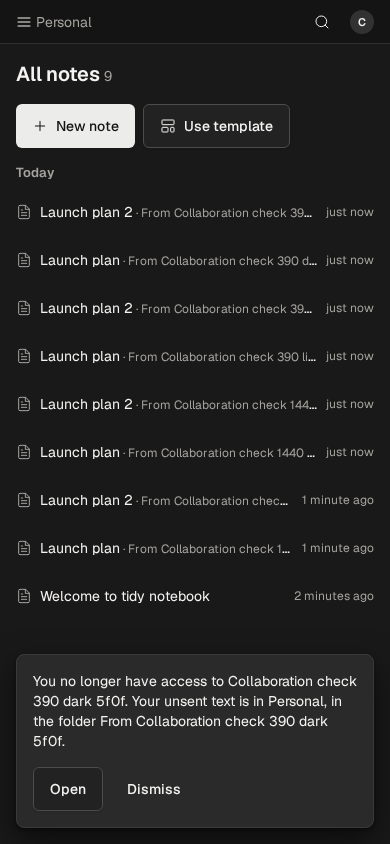 Personal
C
All notes 9
New note
Use template
Today
Launch plan 2 · From Collaboration check 39... just now
Launch plan · From Collaboration check 390 d... just now
Launch plan 2 · From Collaboration check 39... just now
Launch plan · From Collaboration check 390 li... just now
Launch plan 2 · From Collaboration check 144... just now
Launch plan · From Collaboration check 1440 ... just now
Launch plan 2 · From Collaboration chec... 1 minute ago
Launch plan · From Collaboration check 1... 1 minute ago
Welcome to tidy notebook 2 minutes ago
You no longer have access to Collaboration check
390 dark 5f0f. Your unsent text is in Personal, in
the folder From Collaboration check 390 dark
5f0f.
Open
Dismiss